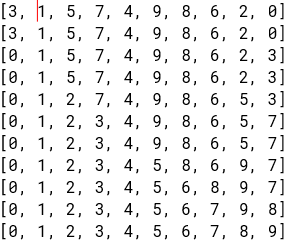 [3, 1, 5, 7, 4, 9, 8, 6, 2, 0]
[3, 1, 5, 7, 4, 9, 8, 6, 2, 0]
[0, 1, 5, 7, 4, 9, 8, 6, 2, 3]
[0, 1, 5, 7, 4, 9, 8, 6, 2, 3]
[0, 1, 2, 7, 4, 9, 8, 6, 5, 3]
[0, 1, 2, 3, 4, 9, 8, 6, 5, 7]
[0, 1, 2, 3, 4, 9, 8, 6, 5, 7]
[0, 1, 2, 3, 4, 5, 8, 6, 9, 7]
[0, 1, 2, 3, 4, 5, 6, 8, 9, 7]
[0, 1, 2, 3, 4, 5, 6, 7, 9, 8]
[0, 1, 2, 3, 4, 5, 6, 7, 8, 9]